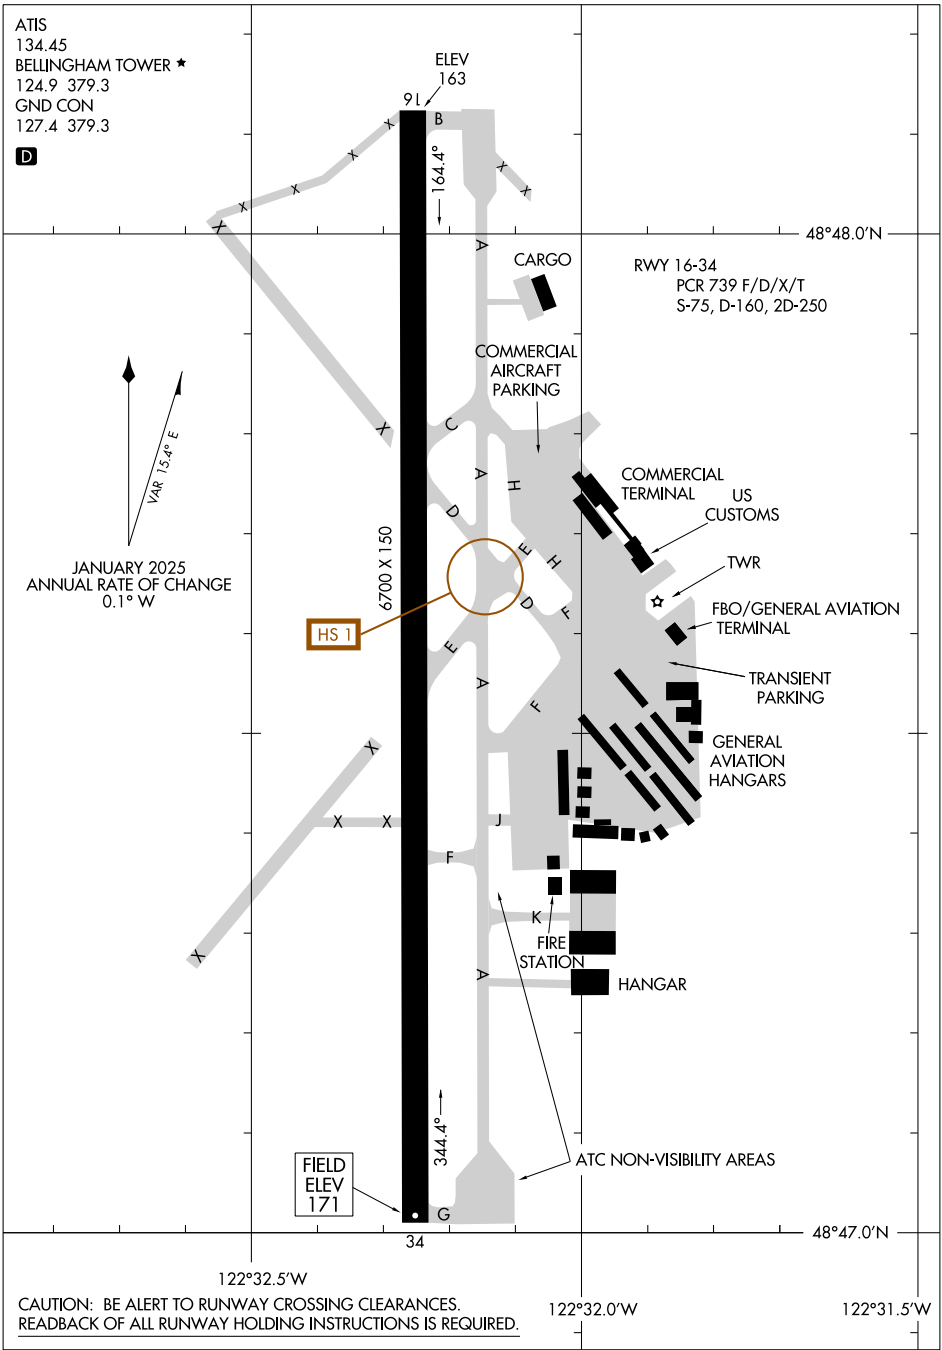 ATIS
134.45
BELLINGHAM TOWER ★
124.9 379.3
GND CON
127.4 379.3
D
ELEV
163
16
B
164.4°
X
X
X
X
X
X
X
A
48°48.0'N
CARGO
RWY 16-34
PCR 739 F/D/X/T
S-75, D-160, 2D-250
COMMERCIAL
AIRCRAFT
PARKING
VAR 15.4° E
JANUARY 2025
ANNUAL RATE OF CHANGE
0.1° W
X
C
A
H
COMMERCIAL
TERMINAL
US
CUSTOMS
D
6700 X 150
E
H
TWR
D
F
FBO/GENERAL AVIATION
TERMINAL
HS 1
E
A
F
TRANSIENT
PARKING
X
GENERAL
AVIATION
HANGARS
X
X
J
F
K
FIRE
STATION
X
A
HANGAR
344.4°
ATC NON-VISIBILITY AREAS
FIELD
ELEV
171
G
34
48°47.0'N
122°32.5'W
122°32.0'W
122°31.5'W
CAUTION: BE ALERT TO RUNWAY CROSSING CLEARANCES.
READBACK OF ALL RUNWAY HOLDING INSTRUCTIONS IS REQUIRED.